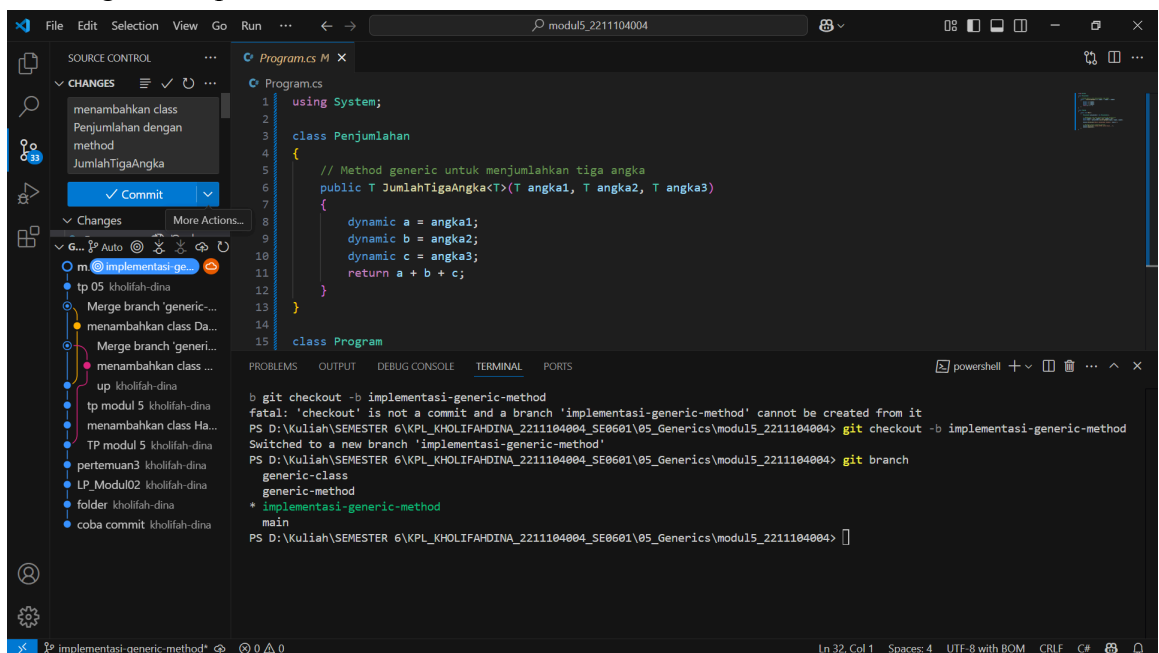 File Edit Selection View Go Run ··· modul5_2211104004
SOURCE CONTROL ···
CHANGES ···
menambahkan class
Penjumlahan dengan
method
JumlahTigaAngka
Commit
Changes
More Actions...
33
G... Auto
m. implementasi-ge...
tp 05 kholifah-dina
Merge branch 'generic-...
menambahkan class Da...
Merge branch 'generi...
menambahkan class ...
up kholifah-dina
tp modul 5 kholifah-dina
menambahkan class Ha...
TP modul 5 kholifah-dina
pertemuan3 kholifah-dina
LP_Modul02 kholifah-dina
folder kholifah-dina
coba commit kholifah-dina
Program.cs M ×
Program.cs
1 using System;
2
3 class Penjumlahan
4 {
5 // Method generic untuk menjumlahkan tiga angka
6 public T JumlahTigaAngka<T>(T angka1, T angka2, T angka3)
7 {
8 dynamic a = angka1;
9 dynamic b = angka2;
10 dynamic c = angka3;
11 return a + b + c;
12 }
13 }
14
15 class Program
PROBLEMS OUTPUT DEBUG CONSOLE TERMINAL PORTS powershell
b git checkout -b implementasi-generic-method
fatal: 'checkout' is not a commit and a branch 'implementasi-generic-method' cannot be created from it
PS D:\Kuliah\SEMESTER 6\KPL_KHOLIFAHDINA_2211104004_SE0601\05_Generics\modul5_2211104004> git checkout -b implementasi-generic-method
Switched to a new branch 'implementasi-generic-method'
PS D:\Kuliah\SEMESTER 6\KPL_KHOLIFAHDINA_2211104004_SE0601\05_Generics\modul5_2211104004> git branch
generic-class
generic-method
* implementasi-generic-method
main
PS D:\Kuliah\SEMESTER 6\KPL_KHOLIFAHDINA_2211104004_SE0601\05_Generics\modul5_2211104004>
implementasi-generic-method* 0 0 Ln 32, Col 1 Spaces: 4 UTF-8 with BOM CRLF C#